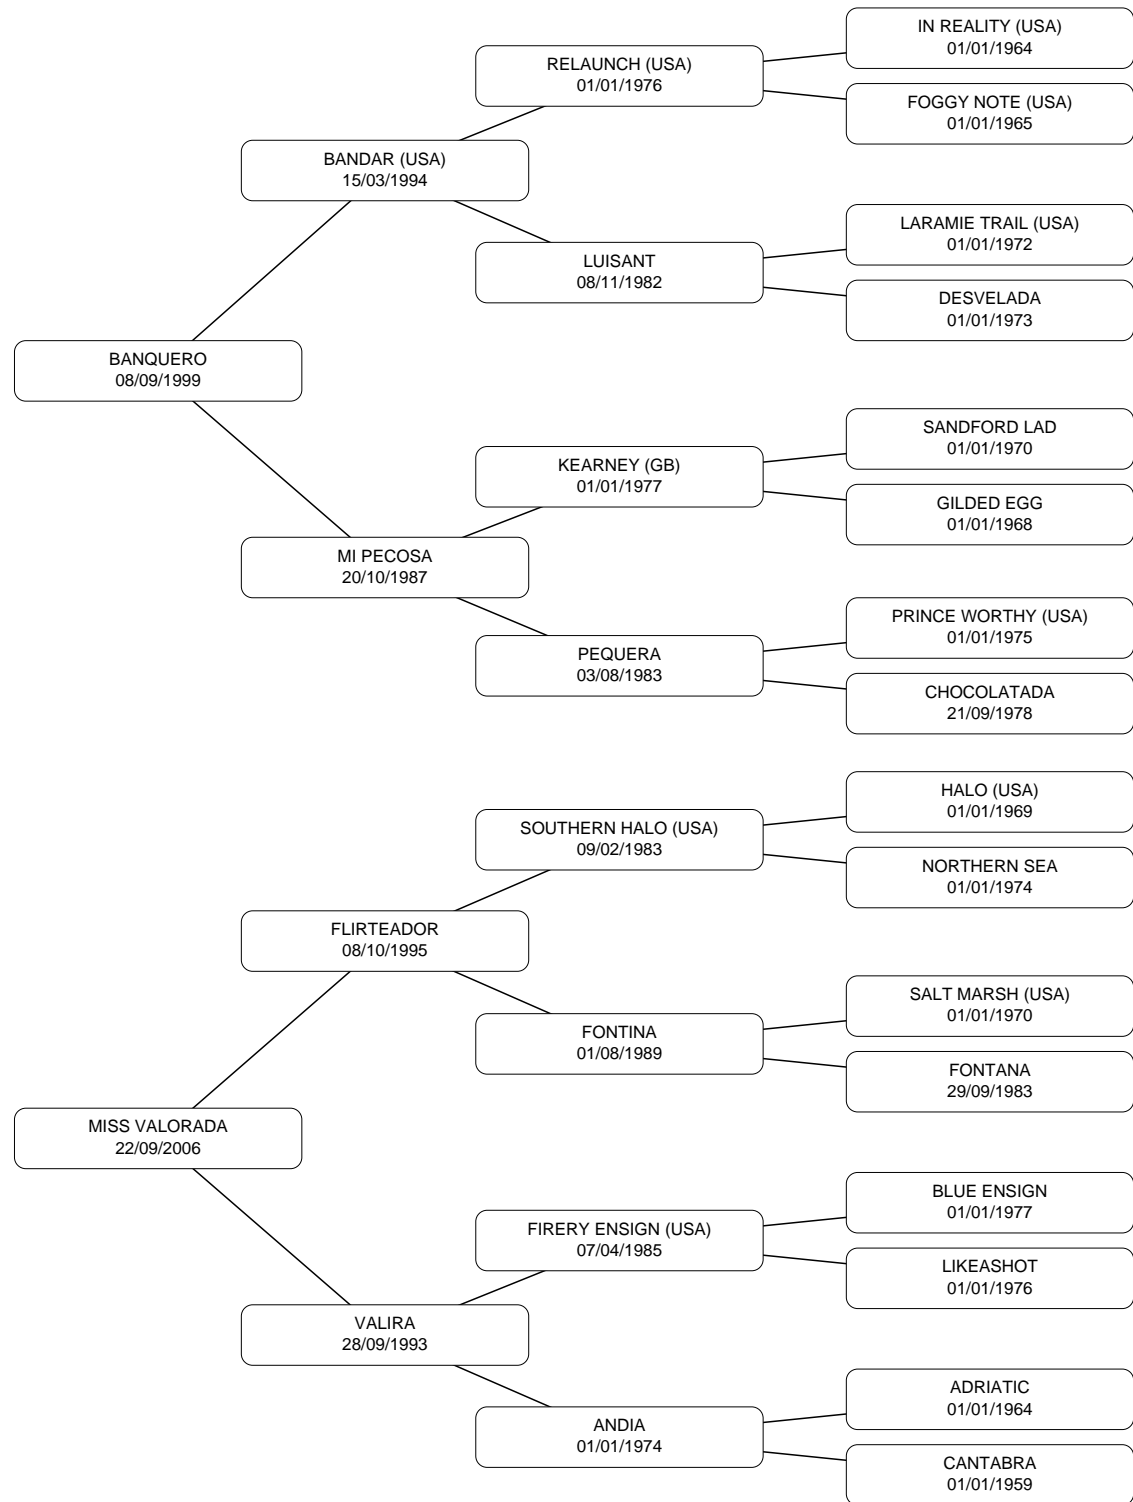 IN REALITY (USA)
01/01/1964
RELAUNCH (USA)
01/01/1976
FOGGY NOTE (USA)
01/01/1965
BANDAR (USA)
15/03/1994
LARAMIE TRAIL (USA)
01/01/1972
LUISANT
08/11/1982
DESVELADA
01/01/1973
BANQUERO
08/09/1999
SANDFORD LAD
01/01/1970
KEARNEY (GB)
01/01/1977
GILDED EGG
01/01/1968
MI PECOSA
20/10/1987
PRINCE WORTHY (USA)
01/01/1975
PEQUERA
03/08/1983
CHOCOLATADA
21/09/1978
HALO (USA)
01/01/1969
SOUTHERN HALO (USA)
09/02/1983
NORTHERN SEA
01/01/1974
FLIRTEADOR
08/10/1995
SALT MARSH (USA)
01/01/1970
FONTINA
01/08/1989
FONTANA
29/09/1983
MISS VALORADA
22/09/2006
BLUE ENSIGN
01/01/1977
FIRERY ENSIGN (USA)
07/04/1985
LIKEASHOT
01/01/1976
VALIRA
28/09/1993
ADRIATIC
01/01/1964
ANDIA
01/01/1974
CANTABRA
01/01/1959